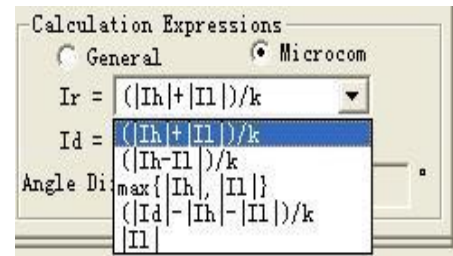 Calculation Expressions
General Microcom
Ir = (|Ih|+|Il|)/k
Id = (|Ih|+|Il|)/k
(|Ih-Il|)/k
Angle Di max{|Ih|, |Il|} °
(|Id|-|Ih|-|Il|)/k
|Il|